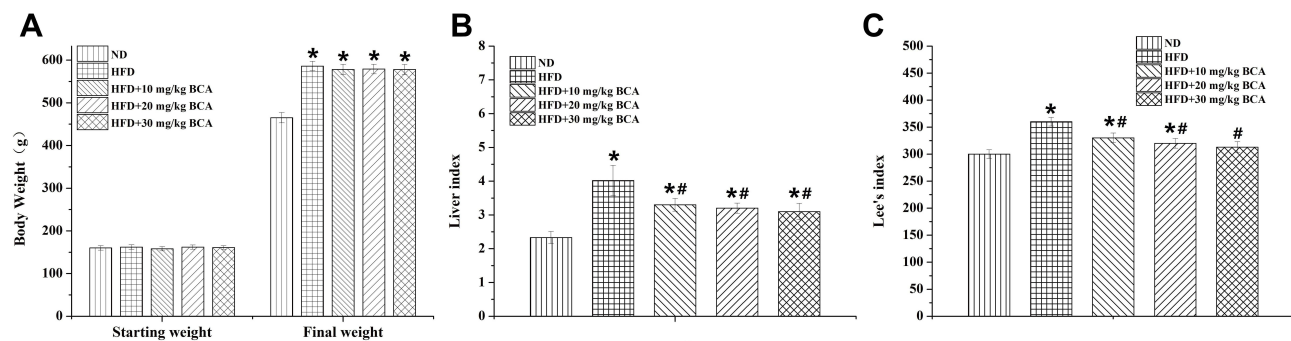 A
ND
HFD
HFD+10 mg/kg BCA
HFD+20 mg/kg BCA
HFD+30 mg/kg BCA
* * * *
Body Weight（g）
600
500
400
300
200
100
0
Starting weight
Final weight
B
ND
HFD
HFD+10 mg/kg BCA
HFD+20 mg/kg BCA
HFD+30 mg/kg BCA
* *# *# *#
Liver index
8
7
6
5
4
3
2
1
0
C
ND
HFD
HFD+10 mg/kg BCA
HFD+20 mg/kg BCA
HFD+30 mg/kg BCA
* *# *# #
Lee's index
500
450
400
350
300
250
200
150
100
50
0